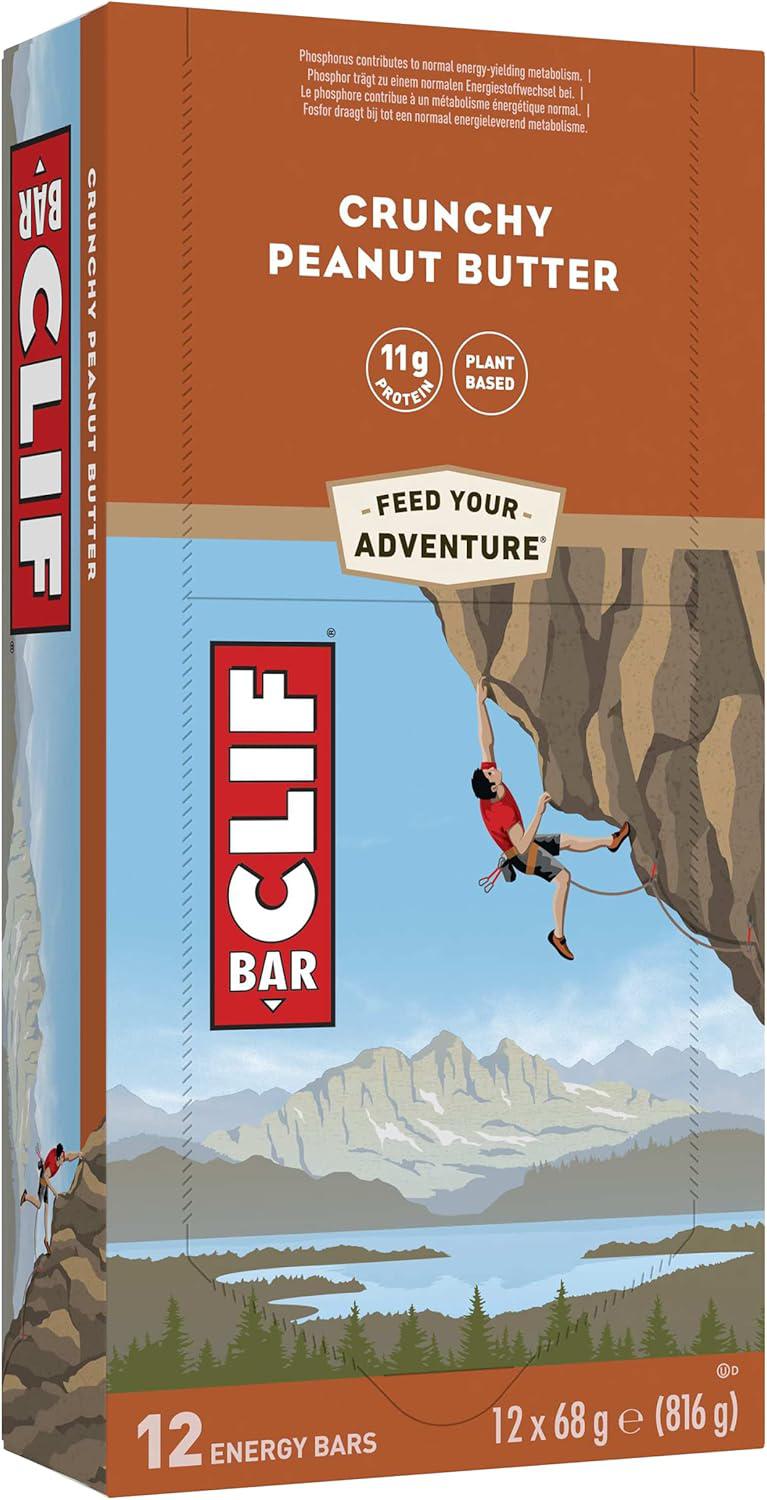 Phosphorus contributes to normal energy-yielding metabolism. |
Phosphor trägt zu einem normalen Energiestoffwechsel bei. |
Le phosphore contribue à un métabolisme énergétique normal. |
Fosfor draagt bij tot een normaal energieleverend metabolisme.
CRUNCHY
PEANUT BUTTER
11g
PROTEIN
PLANT
BASED
- FEED YOUR -
ADVENTURE®
CLIF®
BAR
12 ENERGY BARS
12 x 68 g ℮ (816 g)
U D
CLIF®
BAR
CRUNCHY PEANUT BUTTER